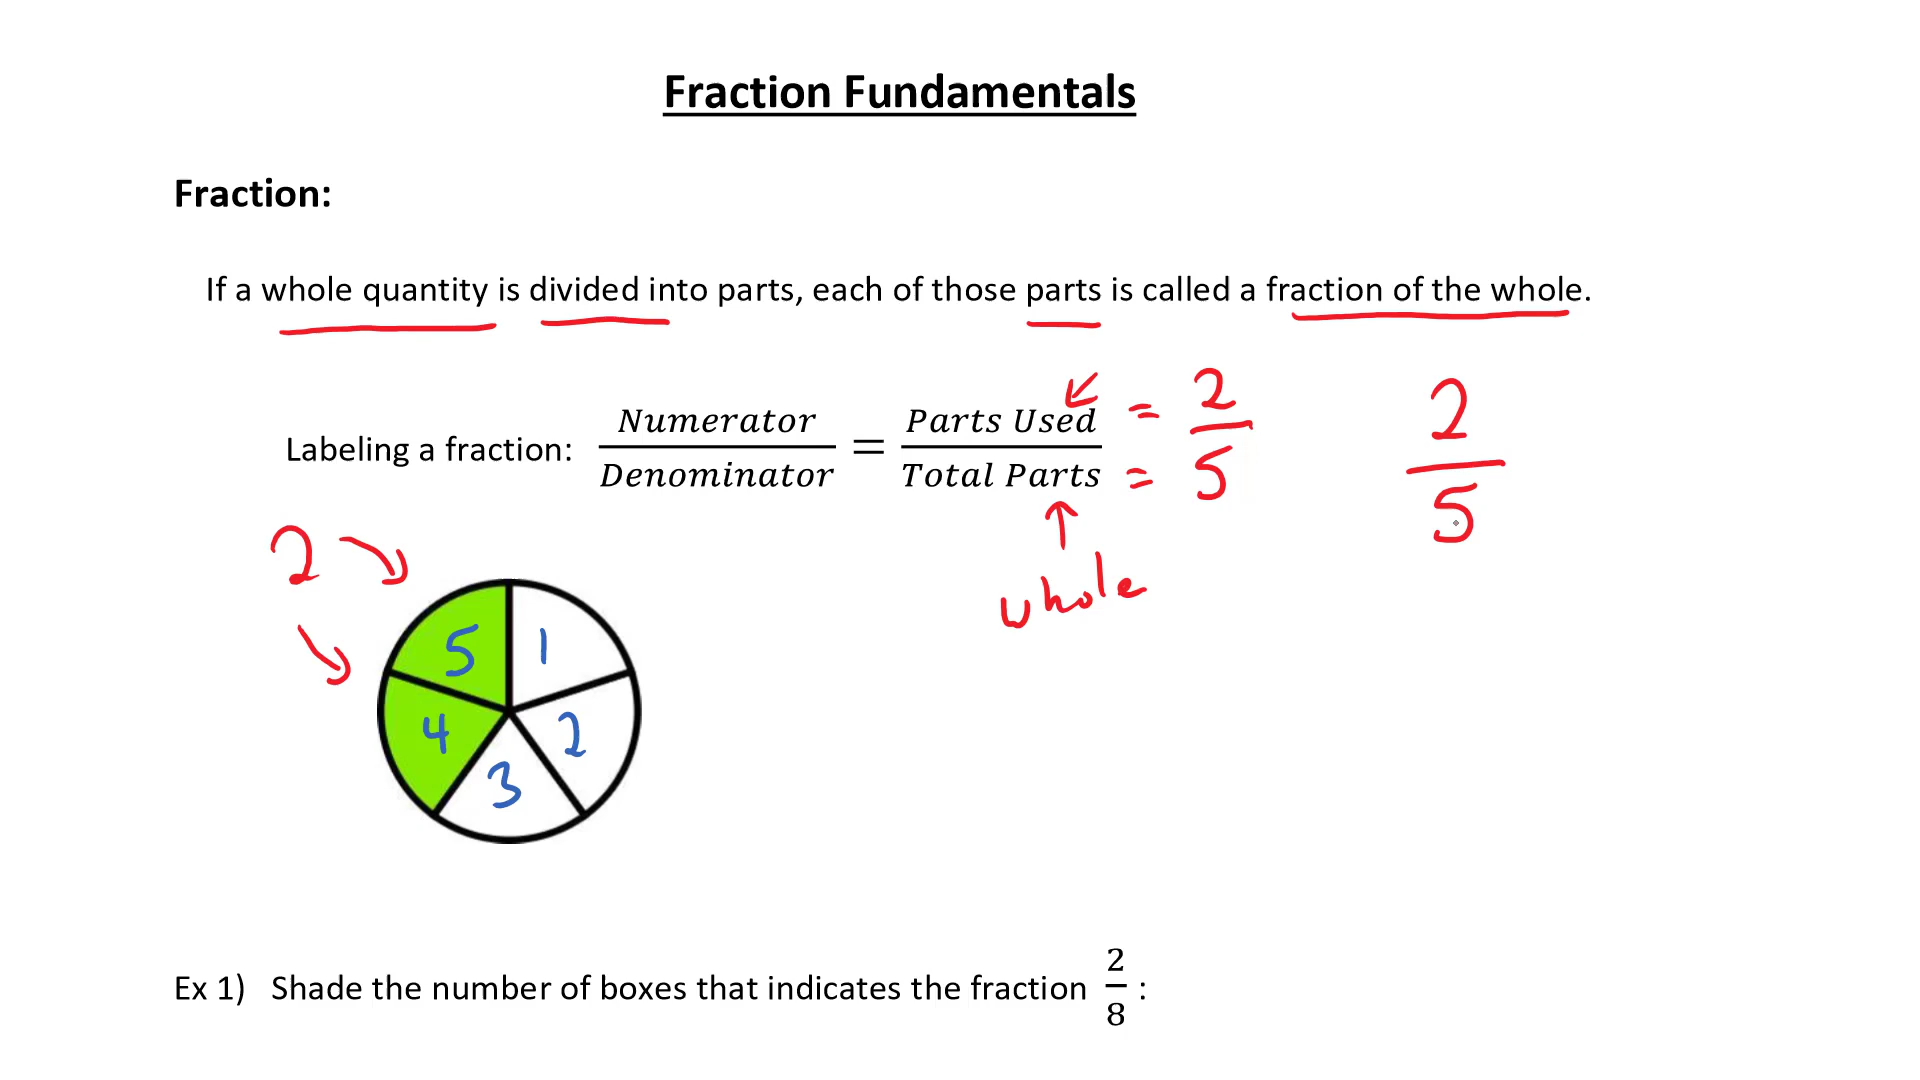 Fraction Fundamentals
Fraction:
If a whole quantity is divided into parts, each of those parts is called a fraction of the whole.
Labeling a fraction: Numerator/Denominator = Parts Used/Total Parts
= 2
= 5
2
5
whole
2
5 1
4 2
3
Ex 1) Shade the number of boxes that indicates the fraction 2/8 :